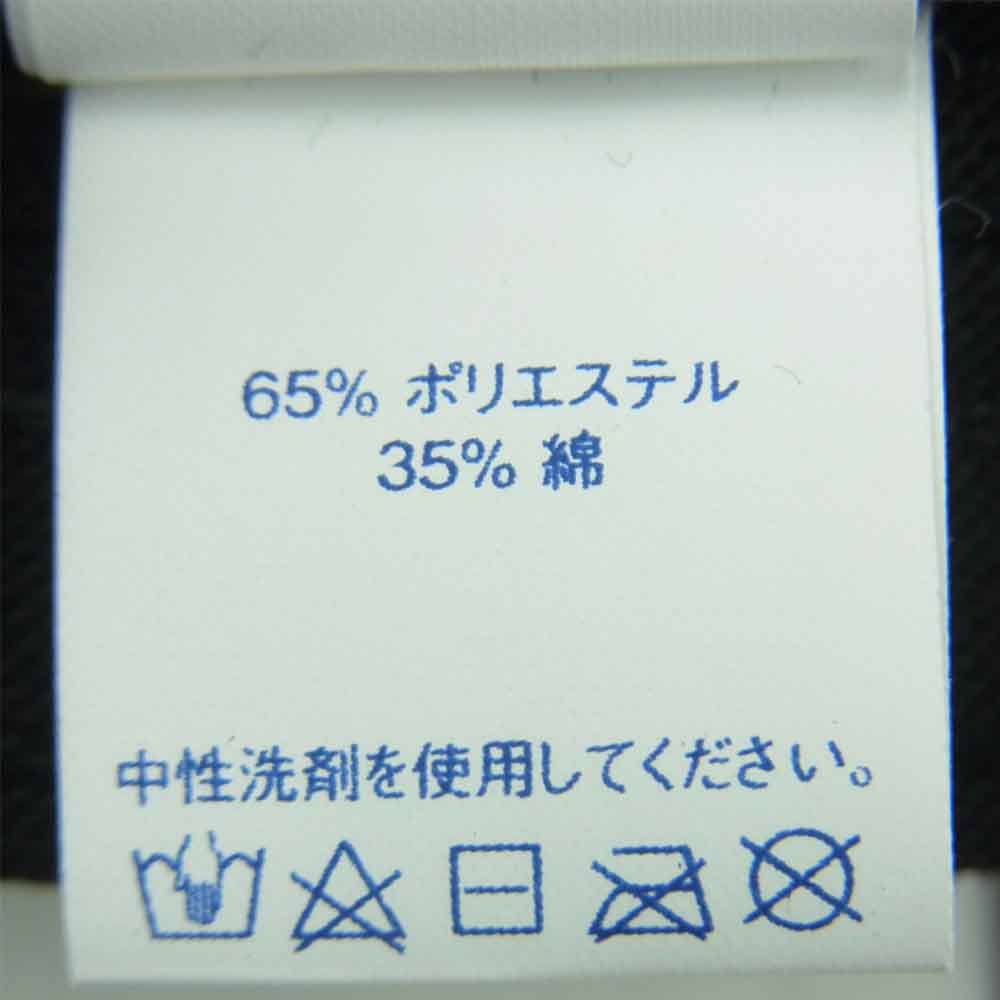 65% ポリエステル
35% 綿
中性洗剤を使用してください。